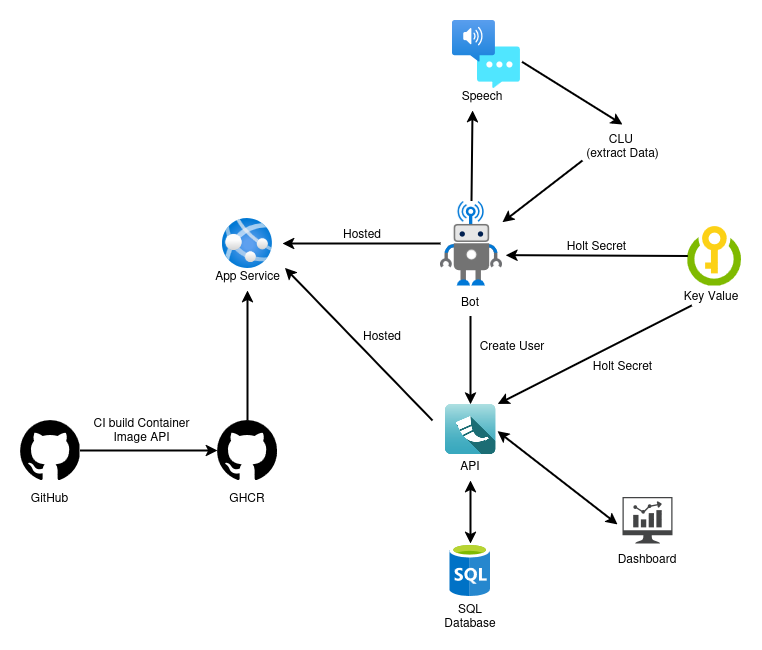 Speech
CLU
(extract Data)
Hosted
Holt Secret
App Service
Bot
Key Value
Hosted
Create User
Holt Secret
CI build Container
Image API
API
GitHub
GHCR
Dashboard
SQL
SQL
Database